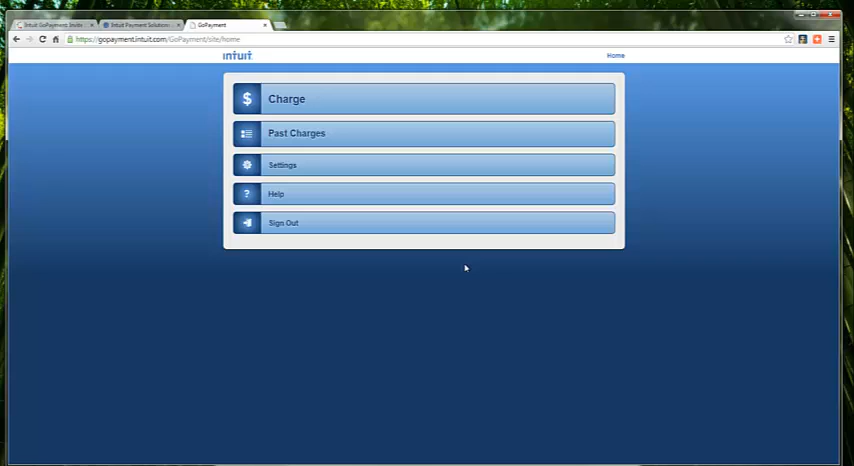 Intuit GoPayment Invite
Intuit Payment Solution
GoPayment
https://gopayment.intuit.com/GoPayment/site/home
intuit
Home
$
Charge
Past Charges
Settings
?
Help
Sign Out